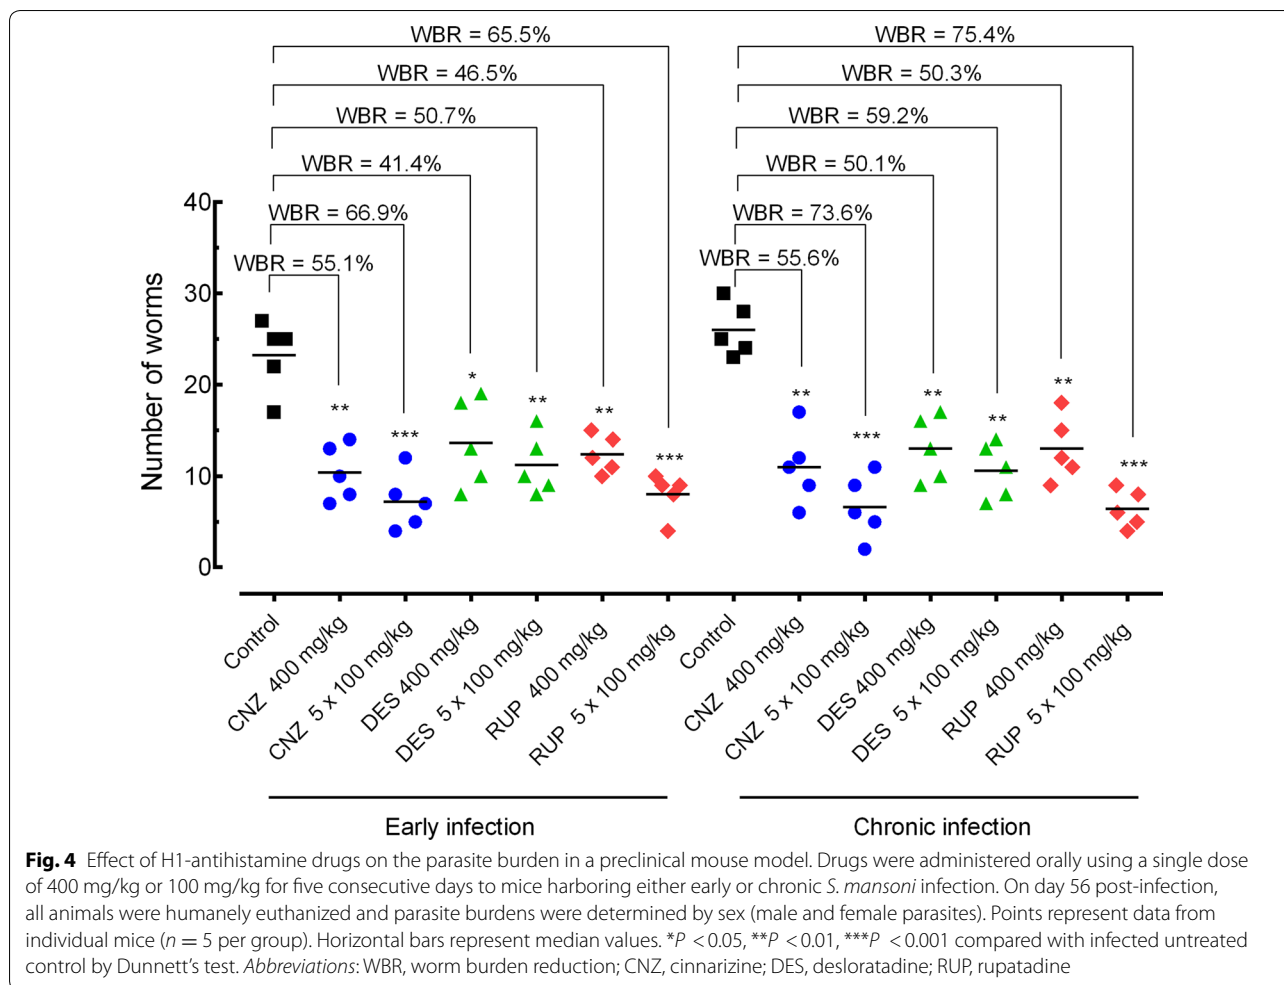 WBR = 65.5%
WBR = 75.4%
WBR = 46.5%
WBR = 50.3%
WBR = 50.7%
WBR = 59.2%
WBR = 41.4%
WBR = 50.1%
WBR = 66.9%
WBR = 73.6%
WBR = 55.1%
WBR = 55.6%
Number of worms
40
30
20
10
0
**
***
*
**
**
***
**
***
**
**
**
***
Control
CNZ 400 mg/kg
CNZ 5 x 100 mg/kg
DES 400 mg/kg
DES 5 x 100 mg/kg
RUP 400 mg/kg
RUP 5 x 100 mg/kg
Control
CNZ 400 mg/kg
CNZ 5 x 100 mg/kg
DES 400 mg/kg
DES 5 x 100 mg/kg
RUP 400 mg/kg
RUP 5 x 100 mg/kg
Early infection
Chronic infection
Fig. 4 Effect of H1-antihistamine drugs on the parasite burden in a preclinical mouse model. Drugs were administered orally using a single dose
of 400 mg/kg or 100 mg/kg for five consecutive days to mice harboring either early or chronic S. mansoni infection. On day 56 post-infection,
all animals were humanely euthanized and parasite burdens were determined by sex (male and female parasites). Points represent data from
individual mice (n = 5 per group). Horizontal bars represent median values. *P < 0.05, **P < 0.01, ***P < 0.001 compared with infected untreated
control by Dunnett's test. Abbreviations: WBR, worm burden reduction; CNZ, cinnarizine; DES, desloratadine; RUP, rupatadine